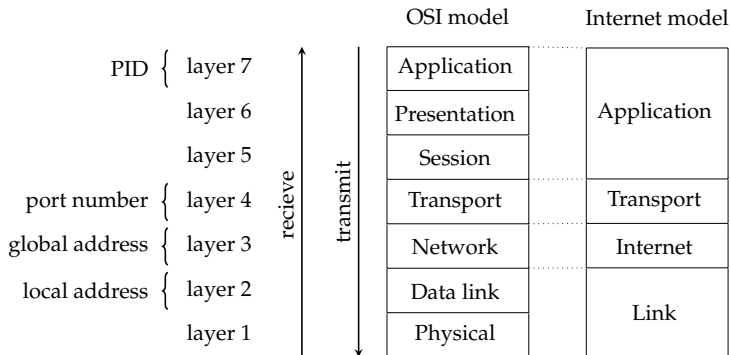 OSI model Internet model
PID { layer 7 Application
layer 6 Presentation Application
layer 5 Session
port number { layer 4 Transport Transport
global address { layer 3 Network Internet
local address { layer 2 Data link
layer 1 Physical Link
recieve
transmit